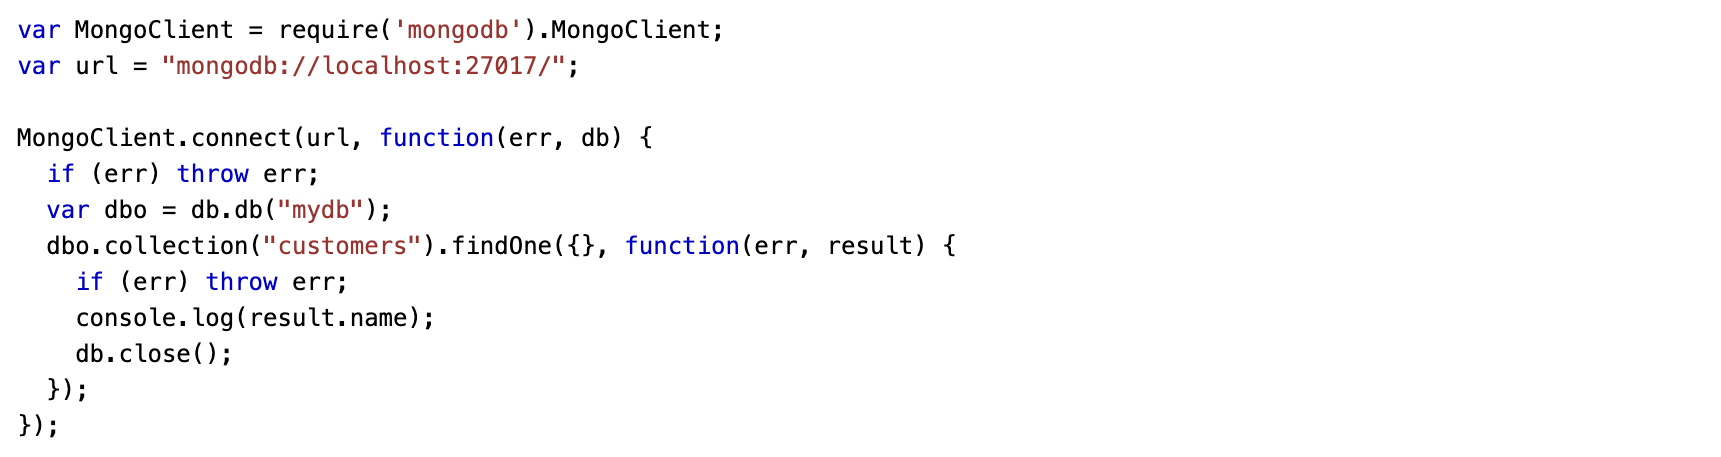 var MongoClient = require('mongodb').MongoClient;
var url = "mongodb://localhost:27017/";

MongoClient.connect(url, function(err, db) {
  if (err) throw err;
  var dbo = db.db("mydb");
  dbo.collection("customers").findOne({}, function(err, result) {
    if (err) throw err;
    console.log(result.name);
    db.close();
  });
});